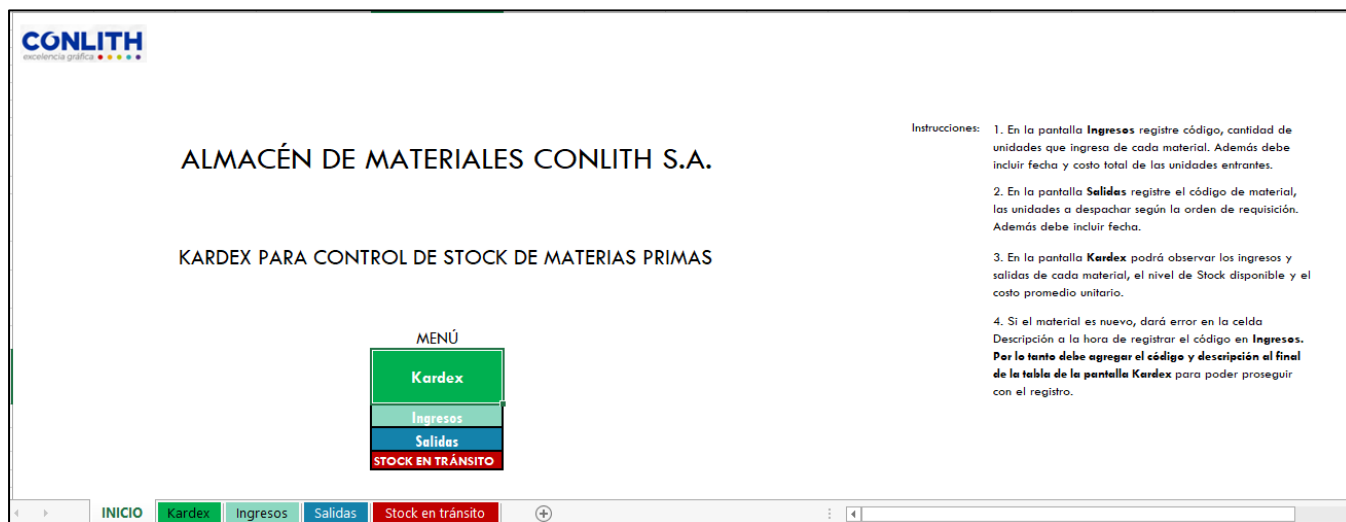 CONLITH
excelencia gráfica
ALMACÉN DE MATERIALES CONLITH S.A.
KARDEX PARA CONTROL DE STOCK DE MATERIAS PRIMAS
MENÚ
Kardex
Ingresos
Salidas
STOCK EN TRÁNSITO
Instrucciones:
1. En la pantalla Ingresos registre código, cantidad de
unidades que ingresa de cada material. Además debe
incluir fecha y costo total de las unidades entrantes.
2. En la pantalla Salidas registre el código de material,
las unidades a despachar según la orden de requisición.
Además debe incluir fecha.
3. En la pantalla Kardex podrá observar los ingresos y
salidas de cada material, el nivel de Stock disponible y el
costo promedio unitario.
4. Si el material es nuevo, dará error en la celda
Descripción a la hora de registrar el código en Ingresos.
Por lo tanto debe agregar el código y descripción al final
de la tabla de la pantalla Kardex para poder proseguir
con el registro.
INICIO Kardex Ingresos Salidas Stock en tránsito